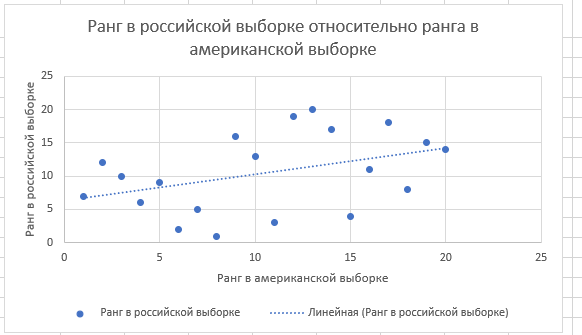 Ранг в российской выборке относительно ранга в
американской выборке
Ранг в российской выборке
25
20
15
10
5
0
0 5 10 15 20 25
Ранг в американской выборке
Ранг в российской выборке Линейная (Ранг в российской выборке)